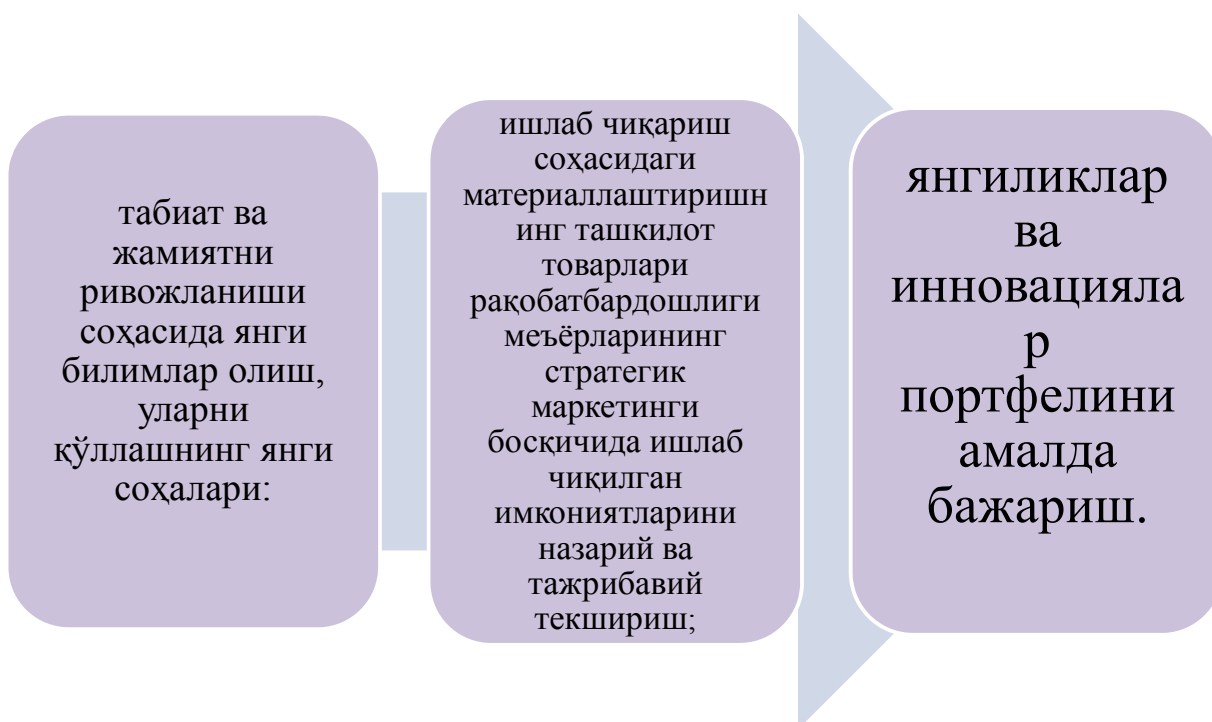 табиат ва
жамиятни
ривожланиши
соҳасида янги
билимлар олиш,
уларни
қўллашнинг янги
соҳалари:
ишлаб чиқариш
соҳасидаги
материаллаштиришн
инг ташкилот
товарлари
рақобатбардошлиги
меъёрларининг
стратегик
маркетинги
босқичида ишлаб
чиқилган
имкониятларини
назарий ва
тажрибавий
текшириш;
янгиликлар
ва
инновацияла
р
портфелини
амалда
бажариш.